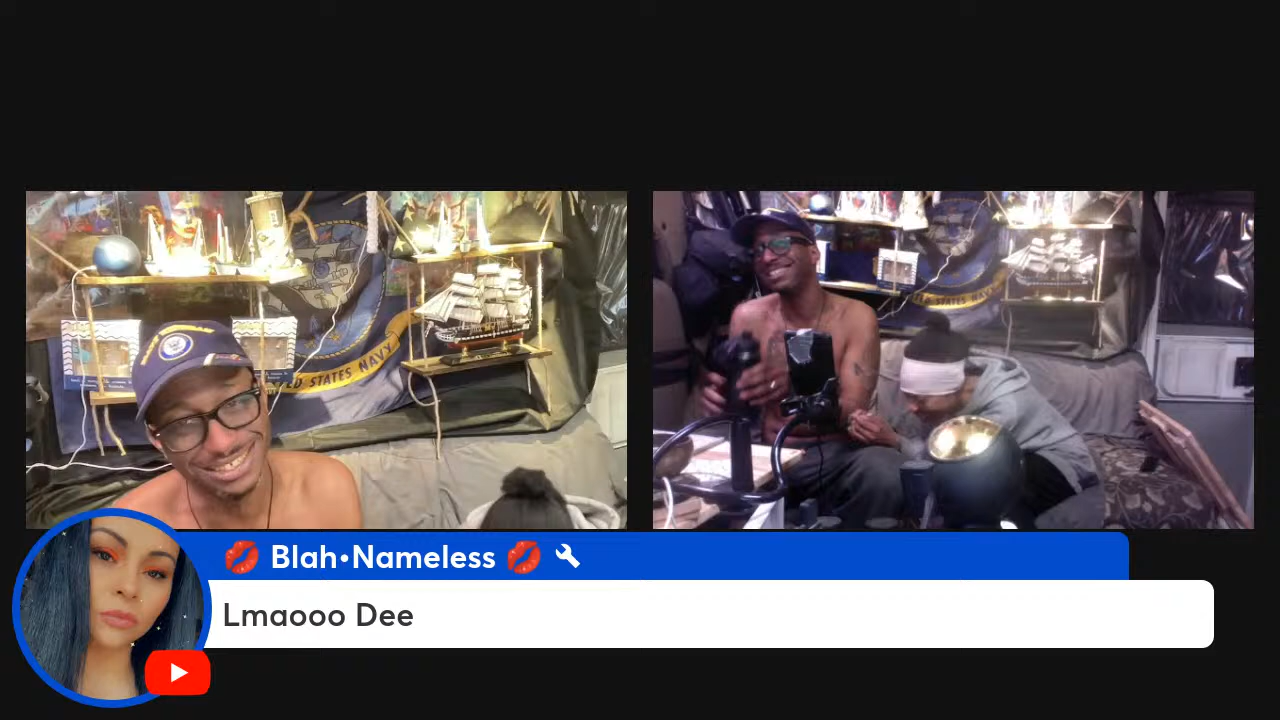 UNITED STATES NAVY
STATES NAVY
💋 Blah•Nameless 💋
Lmaooo Dee